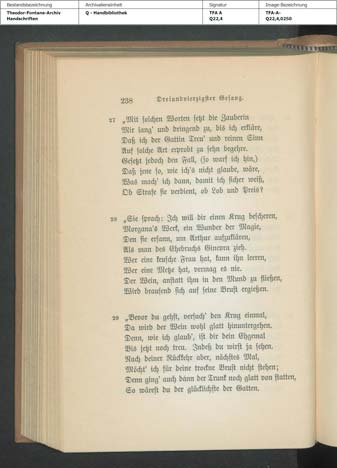 Bestandsbezeichnung Archivalieneinheit Signatur Image-Bezeichnung
Theodor-Fontane-Archiv Q - Handbibliothek TFA A TFA-A-
Handschriften Q22,4 Q22,4,0250
238 Dreiundvierzigster Gesang.
27 „Mit solchen Worten setzt die Zauberin
Mir lang' und dringend zu, bis ich erkläre,
Daß ich der Gattin Treu' und reinen Sinn
Auf solche Art erprobt zu sehn begehre.
Gesetzt jedoch den Fall, (so warf ich hin,)
Daß jene so, wie ich's nicht glaube, wäre,
Was mach' ich dann, damit ich sicher weiß,
Ob Strafe sie verdient, ob Lob und Preis?
28 „Sie sprach: Ich will dir einen Krug bescheren,
Morgana's Werk, ein Wunder der Magie,
Den sie ersann, um Arthur aufzuklären,
Als man des Ehebruchs Ginevra zieh.
Wer eine keusche Frau hat, kann ihn leeren,
Wer eine Metze hat, vermag es nie.
Der Wein, anstatt ihm in den Mund zu fließen,
Wird brausend sich auf seine Brust ergießen.
29 „Bevor du gehst, versuch' den Krug einmal,
Da wird der Wein wohl glatt hinuntergehen.
Denn, wie ich glaub', ist dir dein Ehgemal
Bis jetzt noch treu. Indeß du wirst ja sehen.
Nach deiner Rückkehr aber, nächstes Mal,
Möcht' ich für deine trockne Brust nicht stehen;
Denn ging' auch dann der Trunk noch glatt von statten,
So wärest du der glücklichste der Gatten.